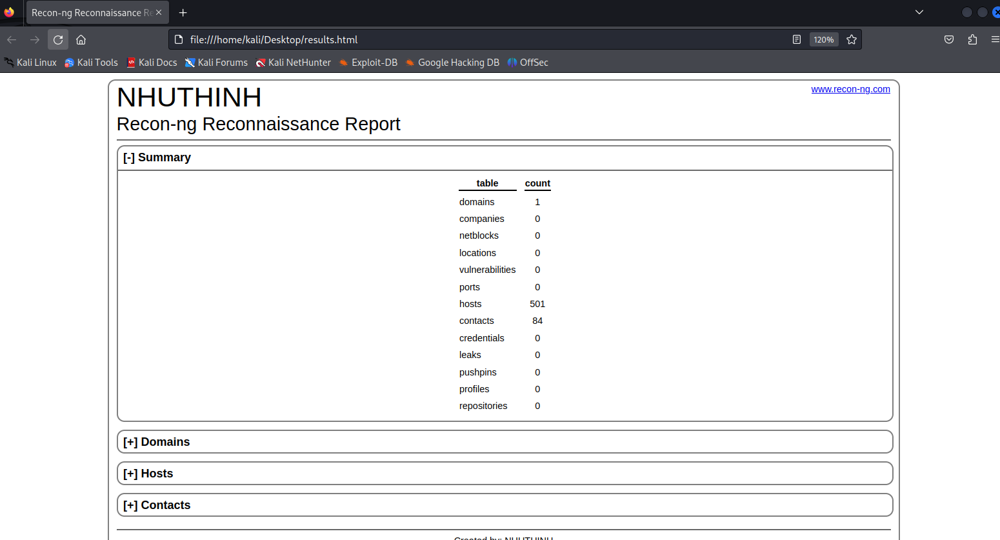 Recon-ng Reconnaissance Re
file:///home/kali/Desktop/results.html
120%
Kali Linux
Kali Tools
Kali Docs
Kali Forums
Kali NetHunter
Exploit-DB
Google Hacking DB
OffSec
NHUTHINH
www.recon-ng.com
Recon-ng Reconnaissance Report
[-] Summary
table count
domains 1
companies 0
netblocks 0
locations 0
vulnerabilities 0
ports 0
hosts 501
contacts 84
credentials 0
leaks 0
pushpins 0
profiles 0
repositories 0
[+] Domains
[+] Hosts
[+] Contacts
Created by: NHUTHINH